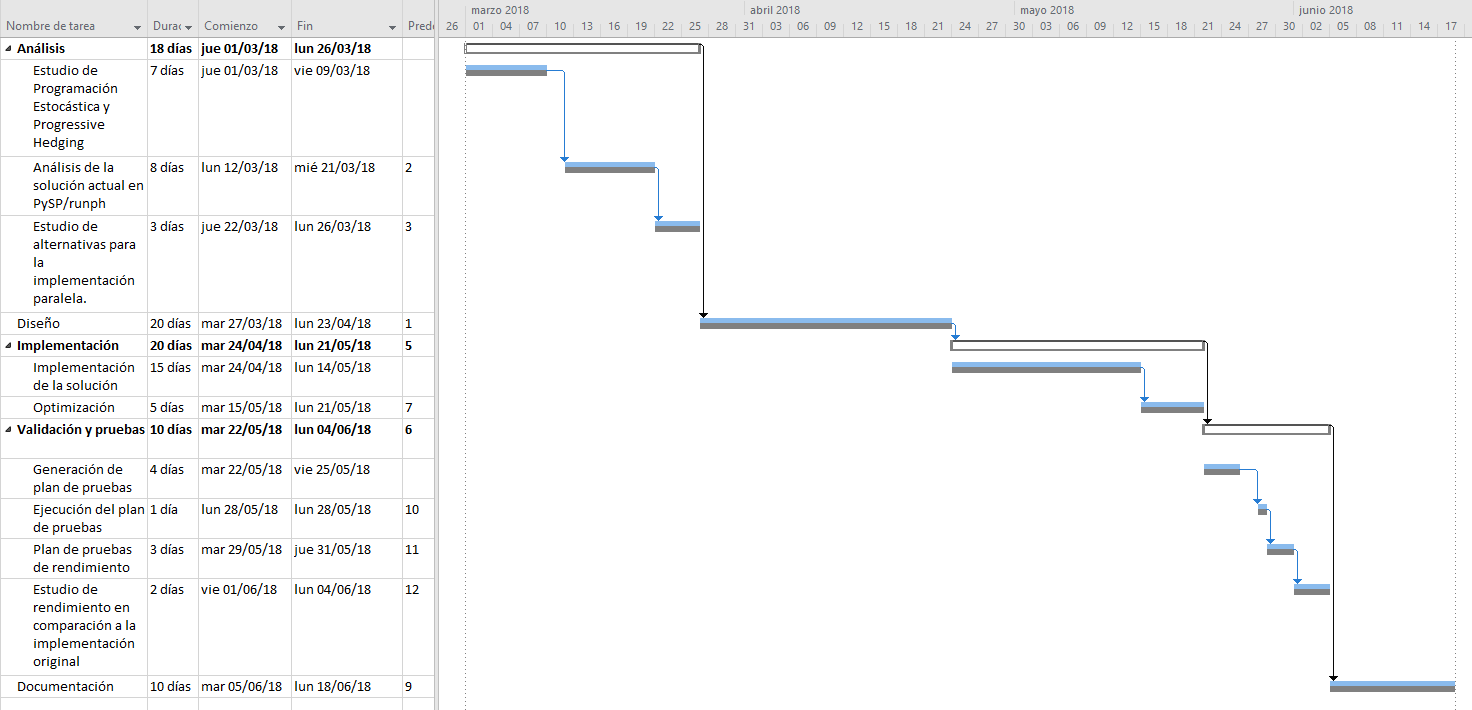 Nombre de tarea Durac Comienzo Fin Prede
marzo 2018 abril 2018 mayo 2018 junio 2018
26 01 04 07 10 13 16 19 22 25 28 31 03 06 09 12 15 18 21 24 27 30 03 06 09 12 15 18 21 24 27 30 02 05 08 11 14 17
Análisis 18 días jue 01/03/18 lun 26/03/18
Estudio de 7 días jue 01/03/18 vie 09/03/18
Programación
Estocástica y
Progressive
Hedging
Análisis de la 8 días lun 12/03/18 mié 21/03/18 2
solución actual en
PySP/runph
Estudio de 3 días jue 22/03/18 lun 26/03/18 3
alternativas para
la
implementación
paralela.
Diseño 20 días mar 27/03/18 lun 23/04/18 1
Implementación 20 días mar 24/04/18 lun 21/05/18 5
Implementación 15 días mar 24/04/18 lun 14/05/18
de la solución
Optimización 5 días mar 15/05/18 lun 21/05/18 7
Validación y pruebas 10 días mar 22/05/18 lun 04/06/18 6
Generación de 4 días mar 22/05/18 vie 25/05/18
plan de pruebas
Ejecución del plan 1 día lun 28/05/18 lun 28/05/18 10
de pruebas
Plan de pruebas 3 días mar 29/05/18 jue 31/05/18 11
de rendimiento
Estudio de 2 días vie 01/06/18 lun 04/06/18 12
rendimiento en
comparación a la
implementación
original
Documentación 10 días mar 05/06/18 lun 18/06/18 9